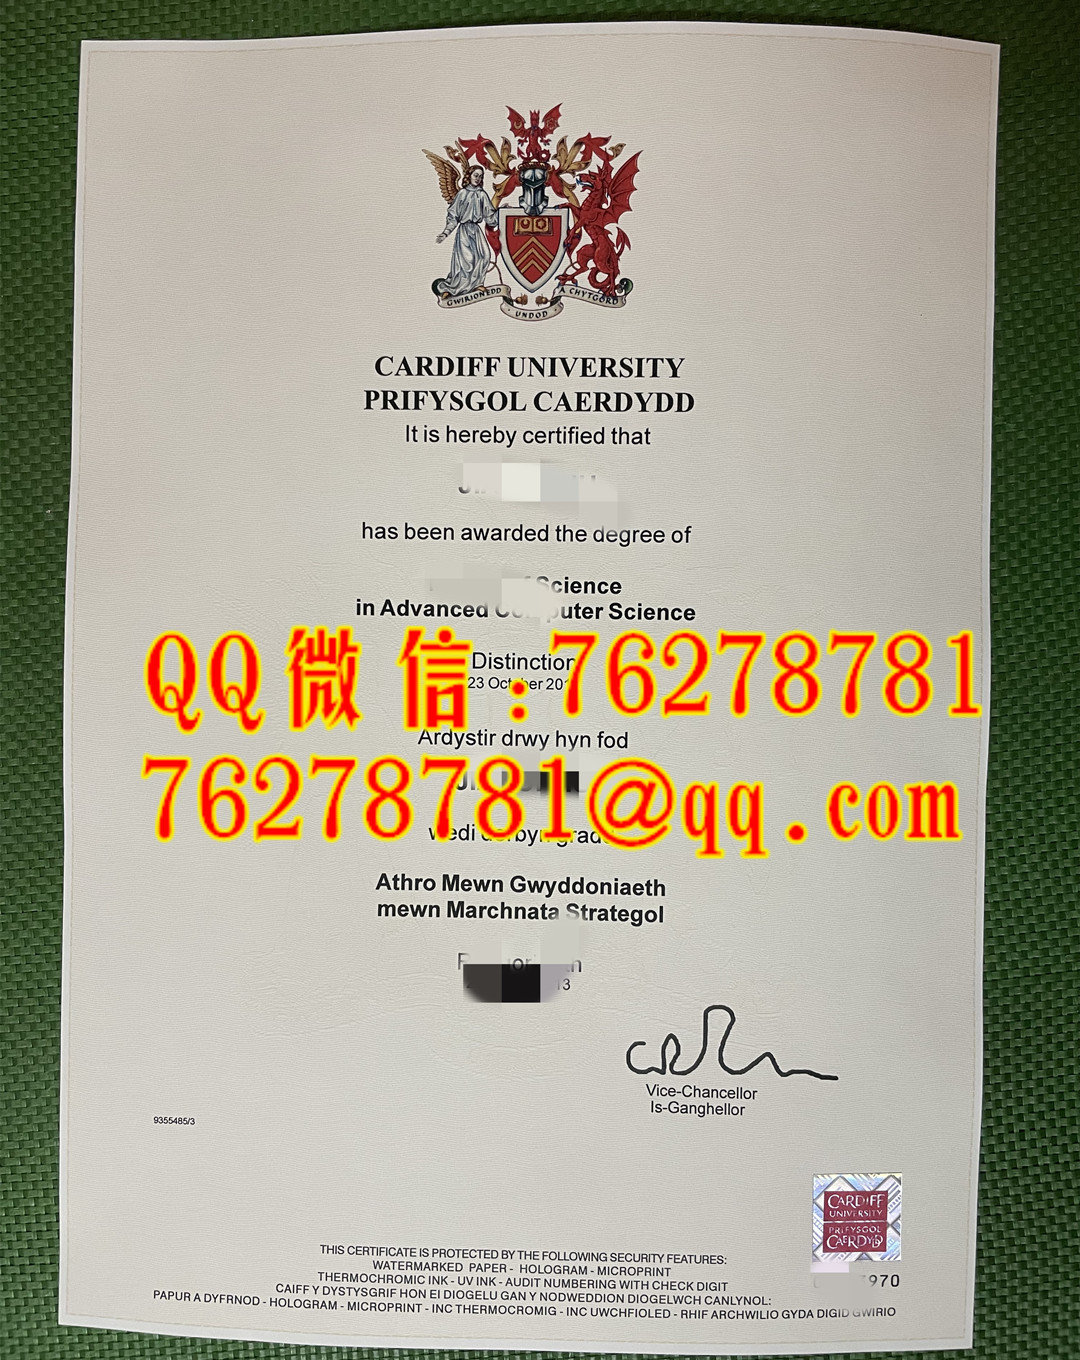 GWIRIONEDD UNDOD A CHYTGORD
CARDIFF UNIVERSITY
PRIFYSGOL CAERDYDD
It is hereby certified that
has been awarded the degree of
Science
in Advanced Science
QQ微信:76278781
Distinction
23
Ardystir drwy hyn fod
76278781@qq.com
Athro Mewn Gwyddoniaeth
mewn Marchnata Strategol
Vice-Chancellor
Is-Ganghellor
9355485/3
CARDIFF
UNIVERSITY
PRIFYSGOL
CAERDYDD
970
THIS CERTIFICATE IS PROTECTED BY THE FOLLOWING SECURITY FEATURES:
WATERMARKED PAPER - HOLOGRAM - MICROPRINT
THERMOCHROMIC INK - UV INK - AUDIT NUMBERING WITH CHECK DIGIT
CAIFF Y DYSTYSGRIF HON EI DIOGELU GAN Y NODWEDDION DIOGELWCH CANLYNOL:
PAPUR A DYFRNOD - HOLOGRAM - MICROPRINT - INC THERMOCROMIG - INC UWCHFIOLED - RHIF ARCHWILIO GYDA DIGID GWIRIO